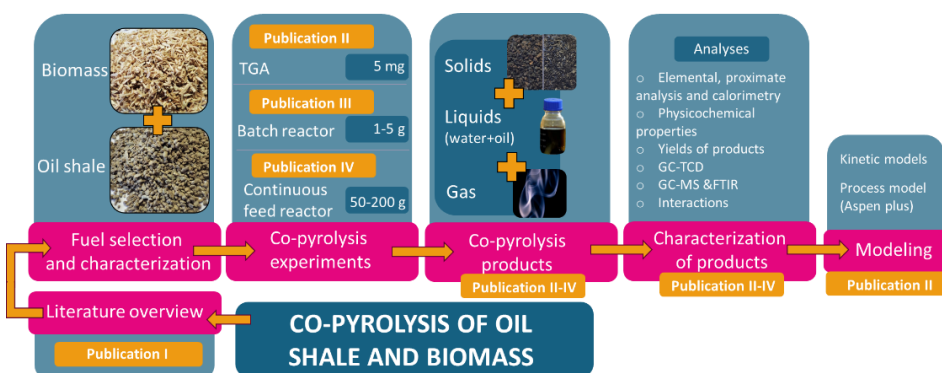 Biomass
Oil shale
Fuel selection
and characterization
Literature overview
Publication I
Publication II
TGA
5 mg
Publication III
Batch reactor
1-5 g
Publication IV
Continuous
feed reactor
50-200 g
Co-pyrolysis
experiments
Solids
Liquids
(water+oil)
Gas
Co-pyrolysis
products
Publication II-IV
Analyses
o Elemental, proximate
analysis and calorimetry
o Physicochemical
properties
o Yields of products
o GC-TCD
o GC-MS &FTIR
o Interactions
Characterization
of products
Publication II-IV
Kinetic models
Process model
(Aspen plus)
Modeling
Publication II
CO-PYROLYSIS OF OIL
SHALE AND BIOMASS